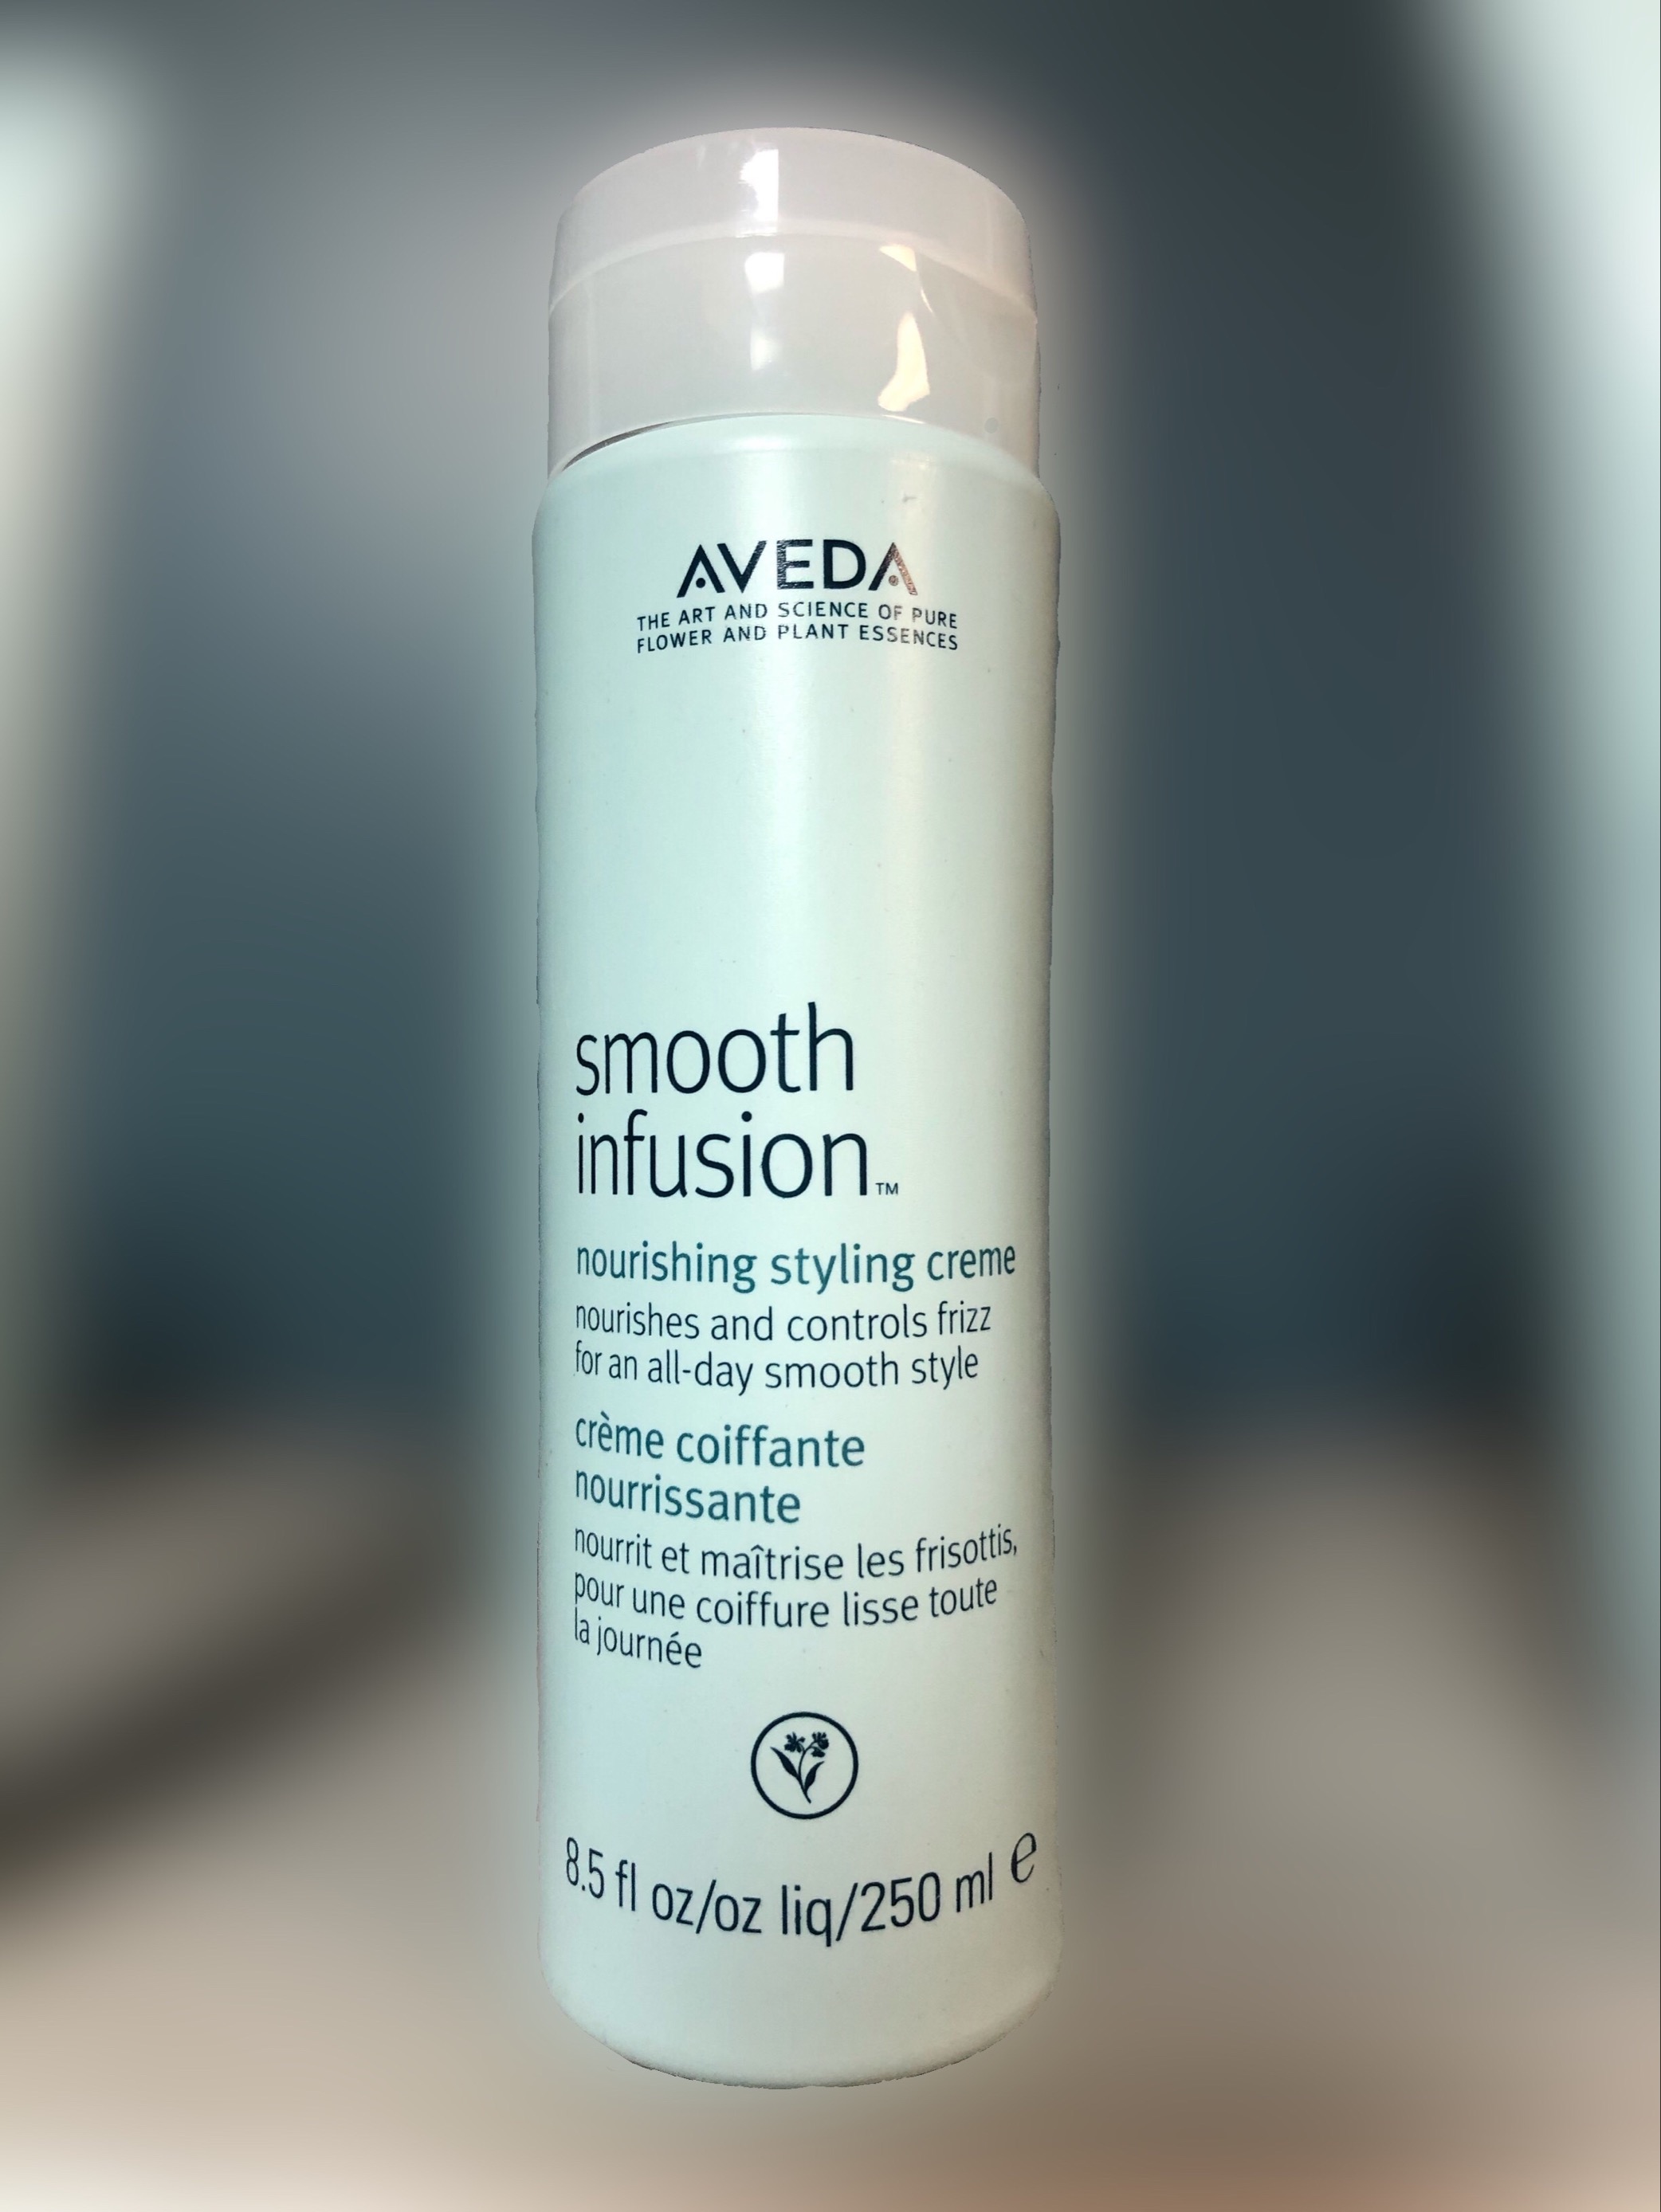 AVEDA
THE ART AND SCIENCE OF PURE
FLOWER AND PLANT ESSENCES
smooth
infusion™
nourishing styling creme
nourishes and controls frizz
for an all-day smooth style
crème coiffante
nourrissante
nourrit et maîtrise les frisottis,
pour une coiffure lisse toute
la journée
8.5 fl oz/oz liq/250 ml ℮